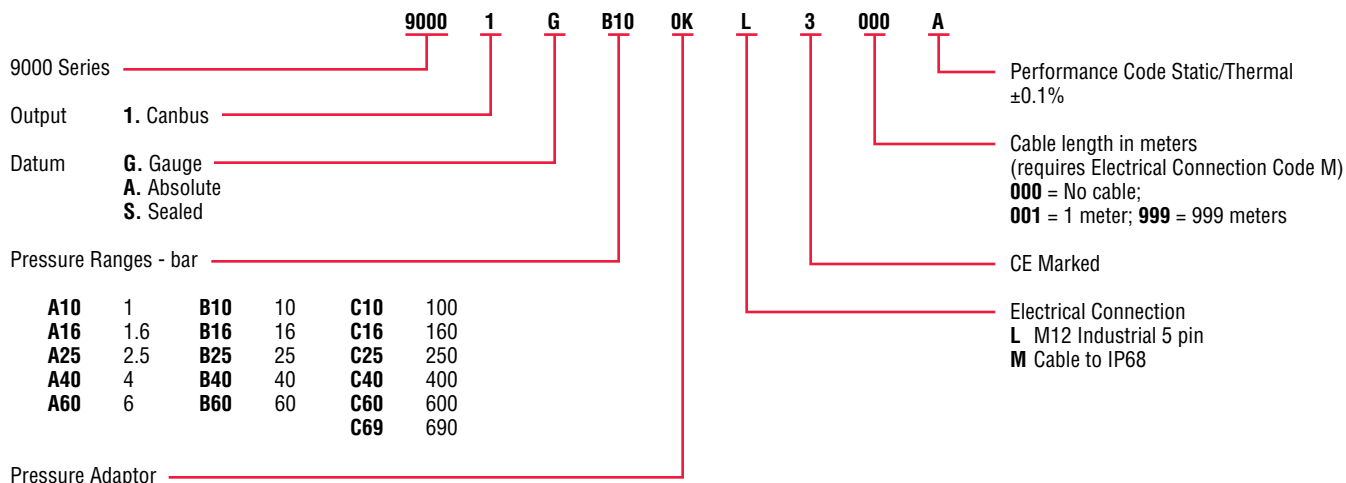 9000 1 G B10 0K L 3 000 A
9000 Series
Output 1. Canbus
Datum G. Gauge
A. Absolute
S. Sealed
Pressure Ranges - bar
A10 1 B10 10 C10 100
A16 1.6 B16 16 C16 160
A25 2.5 B25 25 C25 250
A40 4 B40 40 C40 400
A60 6 B60 60 C60 600
C69 690
Pressure Adaptor
Performance Code Static/Thermal
±0.1%
Cable length in meters
(requires Electrical Connection Code M)
000 = No cable;
001 = 1 meter; 999 = 999 meters
CE Marked
Electrical Connection
L M12 Industrial 5 pin
M Cable to IP68